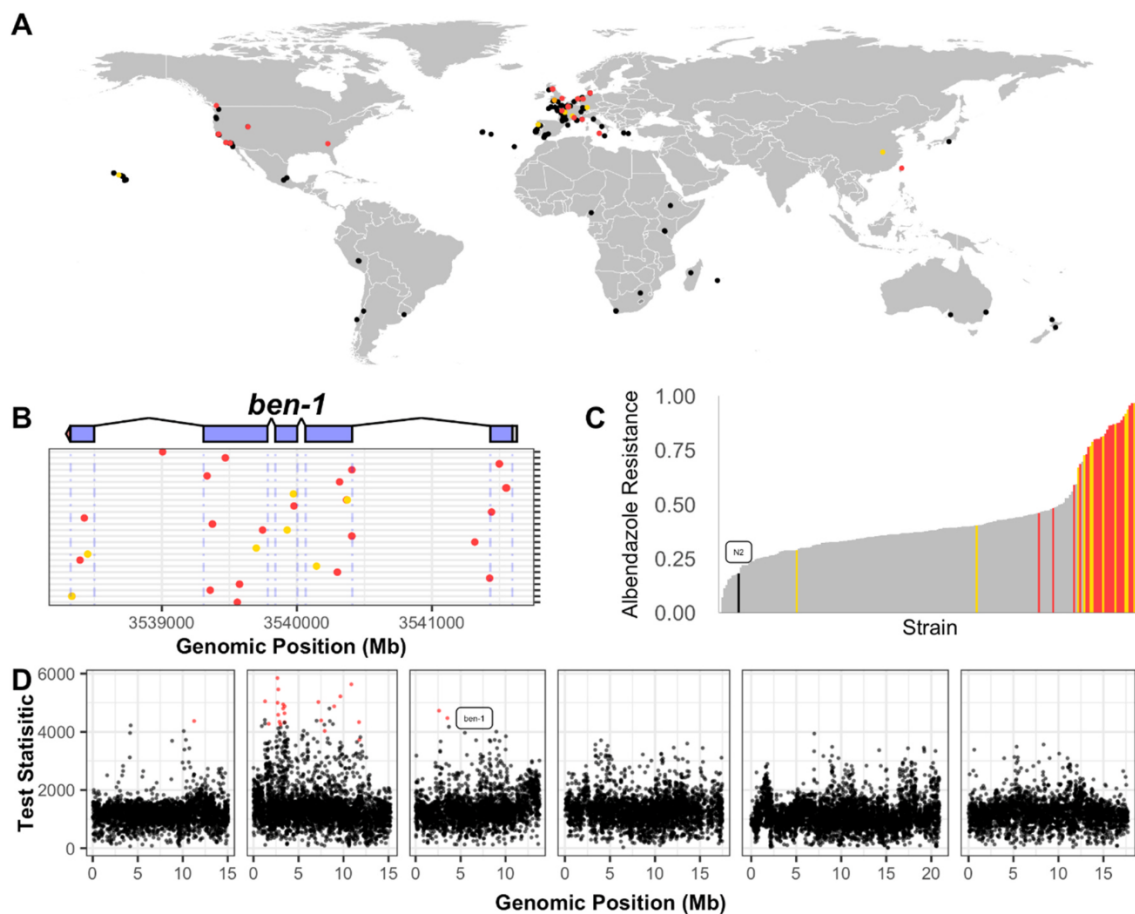 A
B
ben-1
3539000 3540000 3541000
Genomic Position (Mb)
C
Albendazole Resistance
1.00
0.75
0.50
0.25
0.00
N2
Strain
D
Test Statisitic
6000
4000
2000
0
ben-1
0 5 10 15 0 5 10 15 0 5 10 0 5 10 15 0 5 10 15 20 0 5 10 15
Genomic Position (Mb)